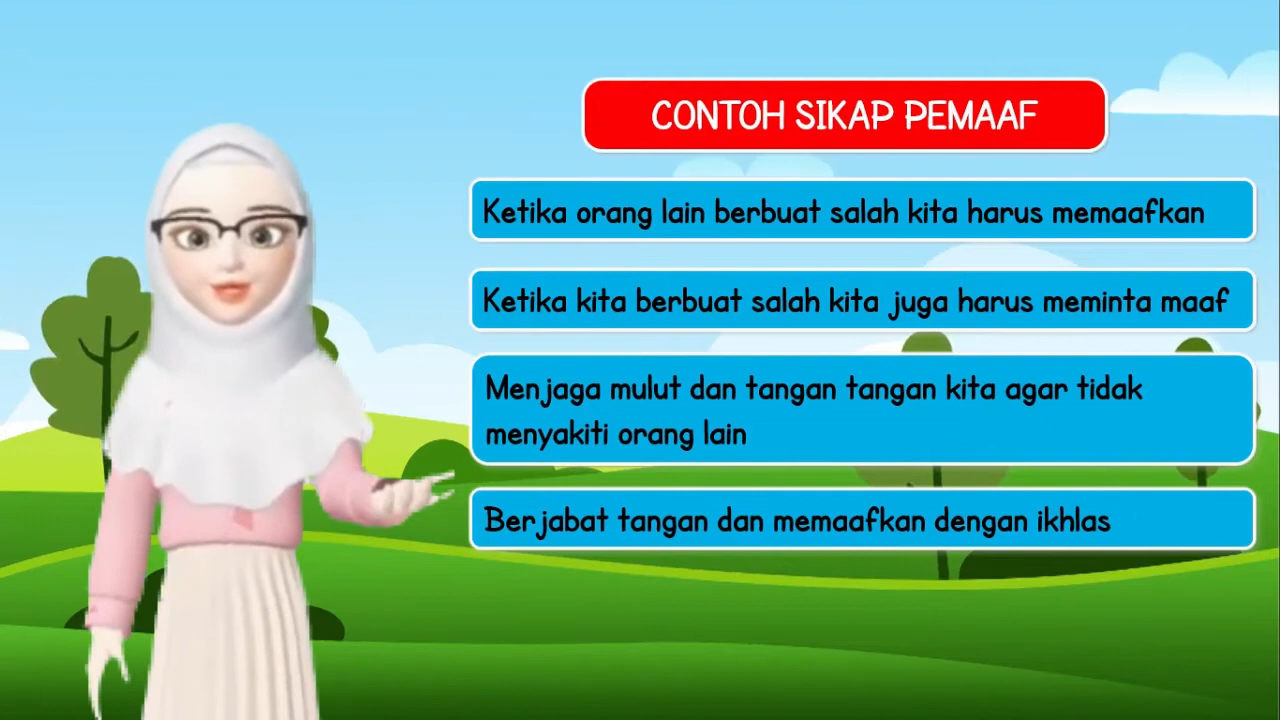 CONTOH SIKAP PEMAAF
Ketika orang lain berbuat salah kita harus memaafkan
Ketika kita berbuat salah kita juga harus meminta maaf
Menjaga mulut dan tangan tangan kita agar tidak
menyakiti orang lain
Berjabat tangan dan memaafkan dengan ikhlas